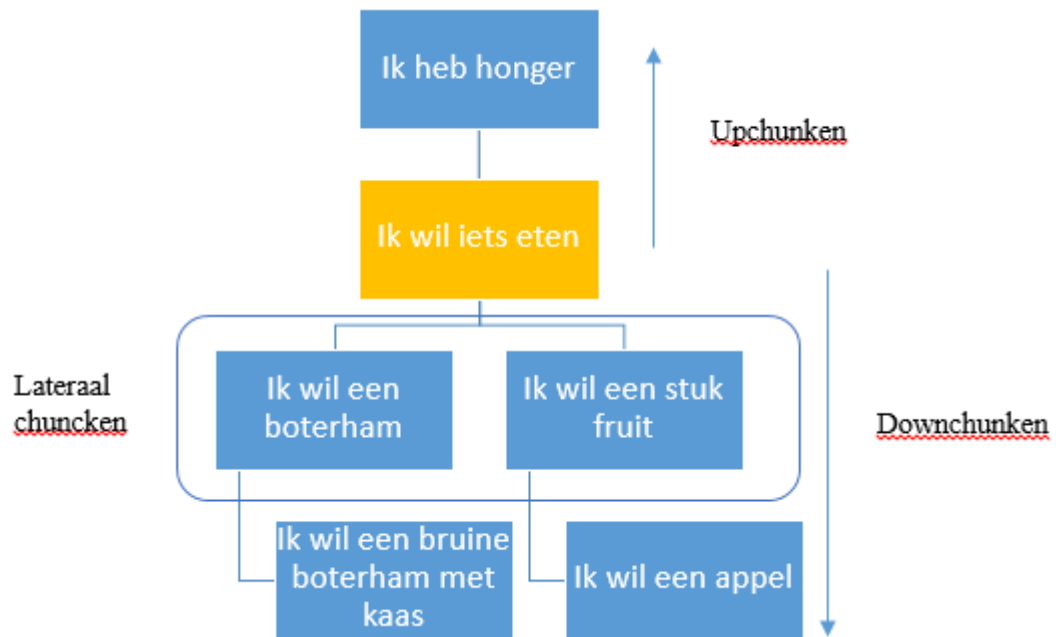 Ik heb honger
Upchunken
Ik wil iets eten
Lateraal
chuncken
Ik wil een
boterham
Ik wil een stuk
fruit
Downchunken
Ik wil een bruine
boterham met
kaas
Ik wil een appel